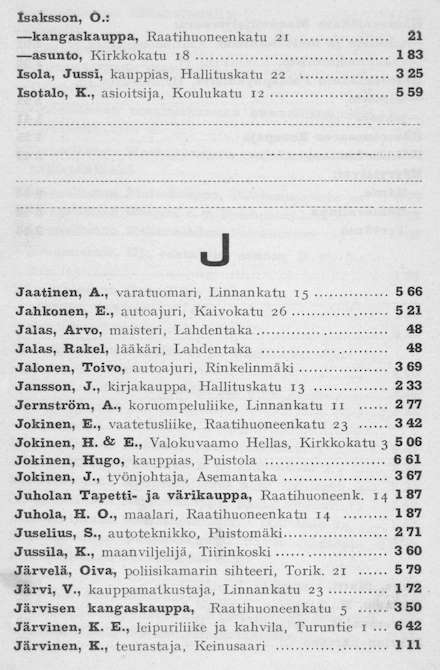 Isaksson, O.:
—kangaskauppa, Raatihuoneenkatu 21 .................. 21
—asunto, Kirkkokatu 18 ....................................... 1 83
Isola, Jussi, kauppias, Hallituskatu 22 .................. 3 25
Isotalo, K., asioitsija, Koulukatu 12 ...................... 5 59
J
Jaatinen, A., varatuomari, Linnankatu 15 ............... 5 66
Jahkonen, E., autoajuri, Kaivokatu 26 .................. 5 21
Jalas, Arvo, maisteri, Lahdentaka .......................... 48
Jalas, Rakel, lääkäri, Lahdentaka .......................... 48
Jalonen, Toivo, autoajuri, Rinkelinmäki .................. 3 69
Jansson, J., kirjakauppa, Hallituskatu 13 ............... 2 33
Jernström, A., koruompeluliike, Linnankatu 11 ...... 2 77
Jokinen, E., vaatetusliike, Raatihuoneenkatu 23 ...... 3 42
Jokinen, H. & E., Valokuvaamo Hellas, Kirkkokatu 3 5 06
Jokinen, Hugo, kauppias, Puistola ........................ 6 61
Jokinen, J., työnjohtaja, Asemantaka ..................... 3 67
Juholan Tapetti- ja värikauppa, Raatihuoneenk. 14 1 87
Juhola, H. O., maalari, Raatihuoneenkatu 14 ......... 1 87
Juselius, S., autoteknikko, Puistomäki..................... 2 71
Jussila, K., maanviljelijä, Tiirinkoski ..................... 3 60
Järvelä, Oiva, poliisikamarin sihteeri, Torik. 21 ...... 5 79
Järvi, V., kauppamatkustaja, Linnankatu 23 ............ 1 72
Järvisen kangaskauppa, Raatihuoneenkatu 5 ...... 3 50
Järvinen, K. E., leipuriliike ja kahvila, Turuntie 1 ... 6 42
Järvinen, K., teurastaja, Keinusaari ..................... 1 11